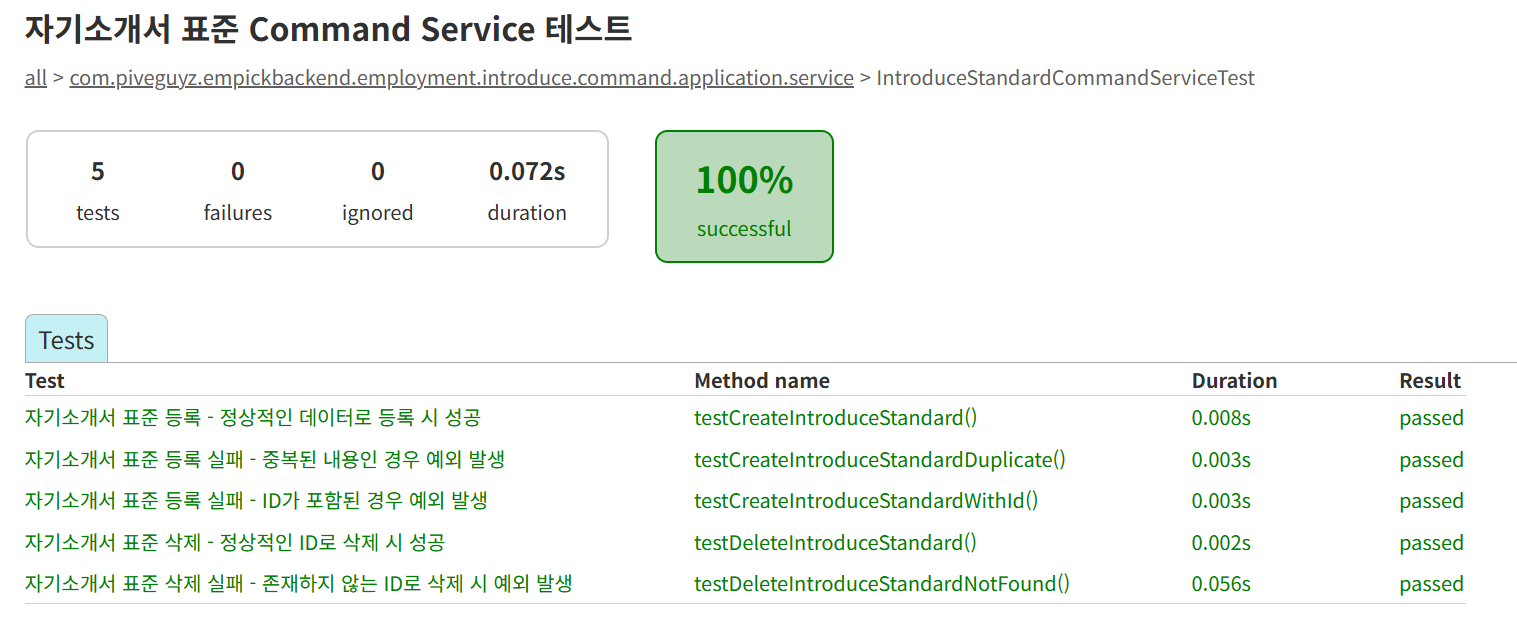 자기소개서 표준 Command Service 테스트
all > com.piveguyz.empickbackend.employment.introduce.command.application.service > IntroduceStandardCommandServiceTest
5 0 0 0.072s
tests failures ignored duration
100%
successful
Tests
Test Method name Duration Result
자기소개서 표준 등록 - 정상적인 데이터로 등록 시 성공 testCreateIntroduceStandard() 0.008s passed
자기소개서 표준 등록 실패 - 중복된 내용인 경우 예외 발생 testCreateIntroduceStandardDuplicate() 0.003s passed
자기소개서 표준 등록 실패 - ID가 포함된 경우 예외 발생 testCreateIntroduceStandardWithId() 0.003s passed
자기소개서 표준 삭제 - 정상적인 ID로 삭제 시 성공 testDeleteIntroduceStandard() 0.002s passed
자기소개서 표준 삭제 실패 - 존재하지 않는 ID로 삭제 시 예외 발생 testDeleteIntroduceStandardNotFound() 0.056s passed